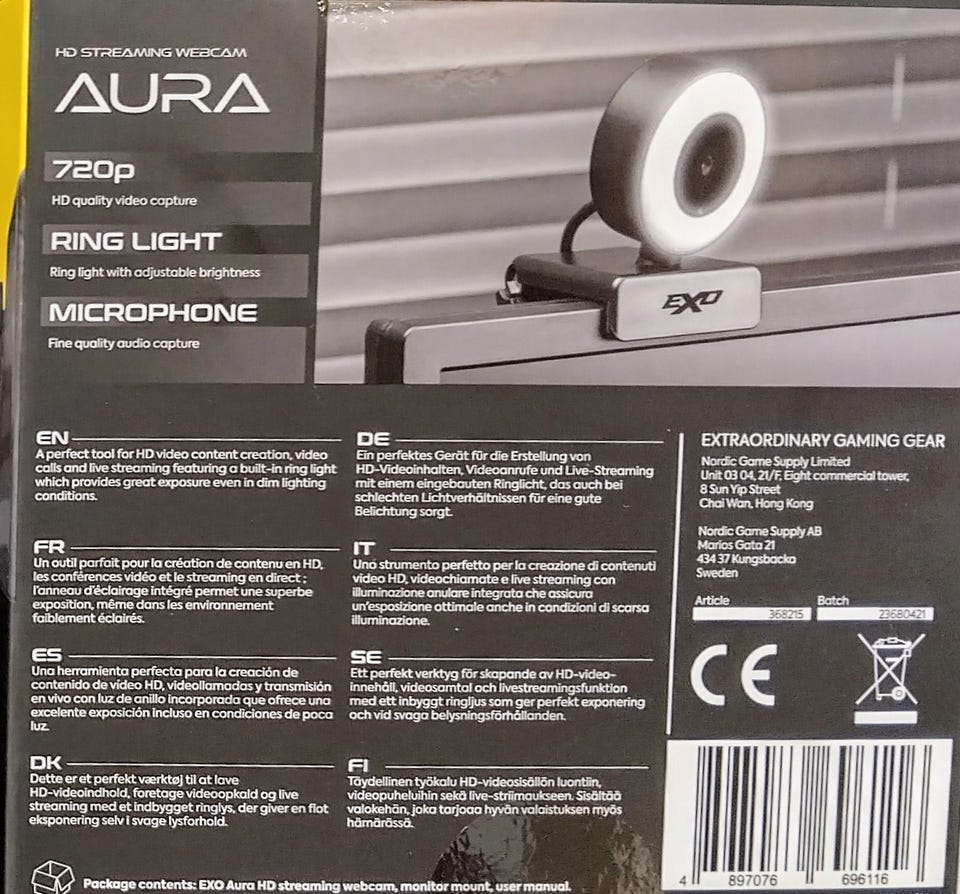 HD STREAMING WEBCAM
AURA
720p
HD quality video capture
RING LIGHT
Ring light with adjustable brightness
MICROPHONE
Fine quality audio capture
EXO
EN
A perfect tool for HD video content creation, video
calls and live streaming featuring a built-in ring light
which provides great exposure even in dim lighting
conditions.
DE
Ein perfektes Gerät für die Erstellung von
HD-Videoinhalten, Videoanrufe und Live-Streaming
mit einem eingebauten Ringlicht, das auch bei
schlechten Lichtverhältnissen für eine gute
Belichtung sorgt.
FR
Un outil parfait pour la création de contenu en HD,
les conférences vidéo et le streaming en direct ;
l'anneau d'éclairage intégré permet une superbe
exposition, même dans les environnement
faiblement éclairés.
IT
Uno strumento perfetto per la creazione di contenuti
video HD, videochiamate e live streaming con
illuminazione anulare integrata che assicura
un'esposizione ottimale anche in condizioni di scarsa
illuminazione.
ES
Una herramienta perfecta para la creación de
contenido de vídeo HD, videollamadas y transmisión
en vivo con luz de anillo incorporada que ofrece una
excelente exposición incluso en condiciones de poca
luz.
SE
Ett perfekt verktyg för skapande av HD-video-
innehåll, videosamtal och livestreamingsfunktion
med ett inbyggt ringljus som ger perfekt exponering
och vid svaga belysningsförhållanden.
DK
Dette er et perfekt værktøj til at lave
HD-videoindhold, foretage videoopkald og live
streaming med et indbygget ringlys, der giver en flot
eksponering selv i svage lysforhold.
FI
Täydellinen työkalu HD-videosisällön luontiin,
videopuheluihin sekä live-striimaukseen. Sisältää
valokehän, joka tarjoaa hyvän valaistuksen myös
hämärässä.
Package contents: EXO Aura HD streaming webcam, monitor mount, user manual.
EXTRAORDINARY GAMING GEAR
Nordic Game Supply Limited
Unit 03 04, 21/F, Eight commercial tower,
8 Sun Yip Street
Chai Wan, Hong Kong
Nordic Game Supply AB
Marios Gata 21
434 37 Kungsbacka
Sweden
Article Batch
368215 23680421
CE
4 897076 696116